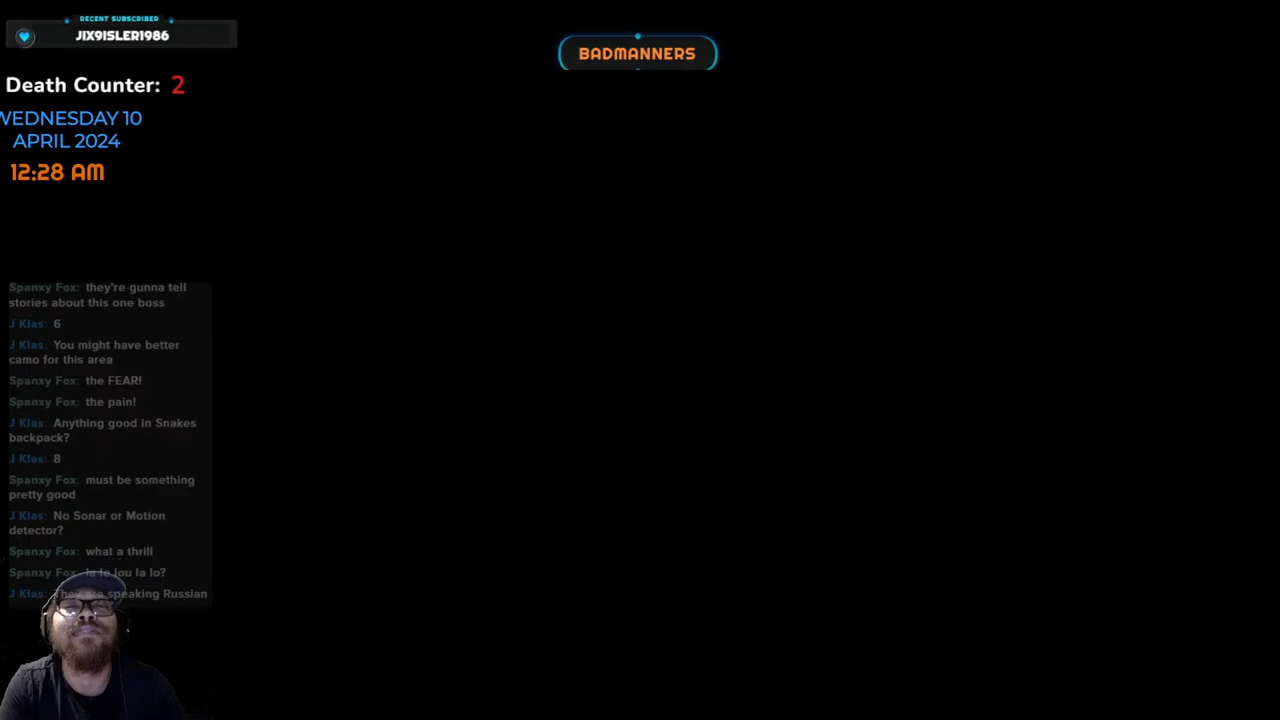 RECENT SUBSCRIBER
JIX9ISLER1986
BADMANNERS
Death Counter: 2
WEDNESDAY 10
APRIL 2024
12:28 AM
Spanxy Fox: they're gunna tell
stories about this one boss
J Klas: 6
J Klas: You might have better
camo for this area
Spanxy Fox: the FEAR!
Spanxy Fox: the pain!
J Klas: Anything good in Snakes
backpack?
J Klas: 8
Spanxy Fox: must be something
pretty good
J Klas: No Sonar or Motion
detector?
Spanxy Fox: what a thrill
Spanxy Fox: la le lou la lo?
J Klas: They are speaking Russian